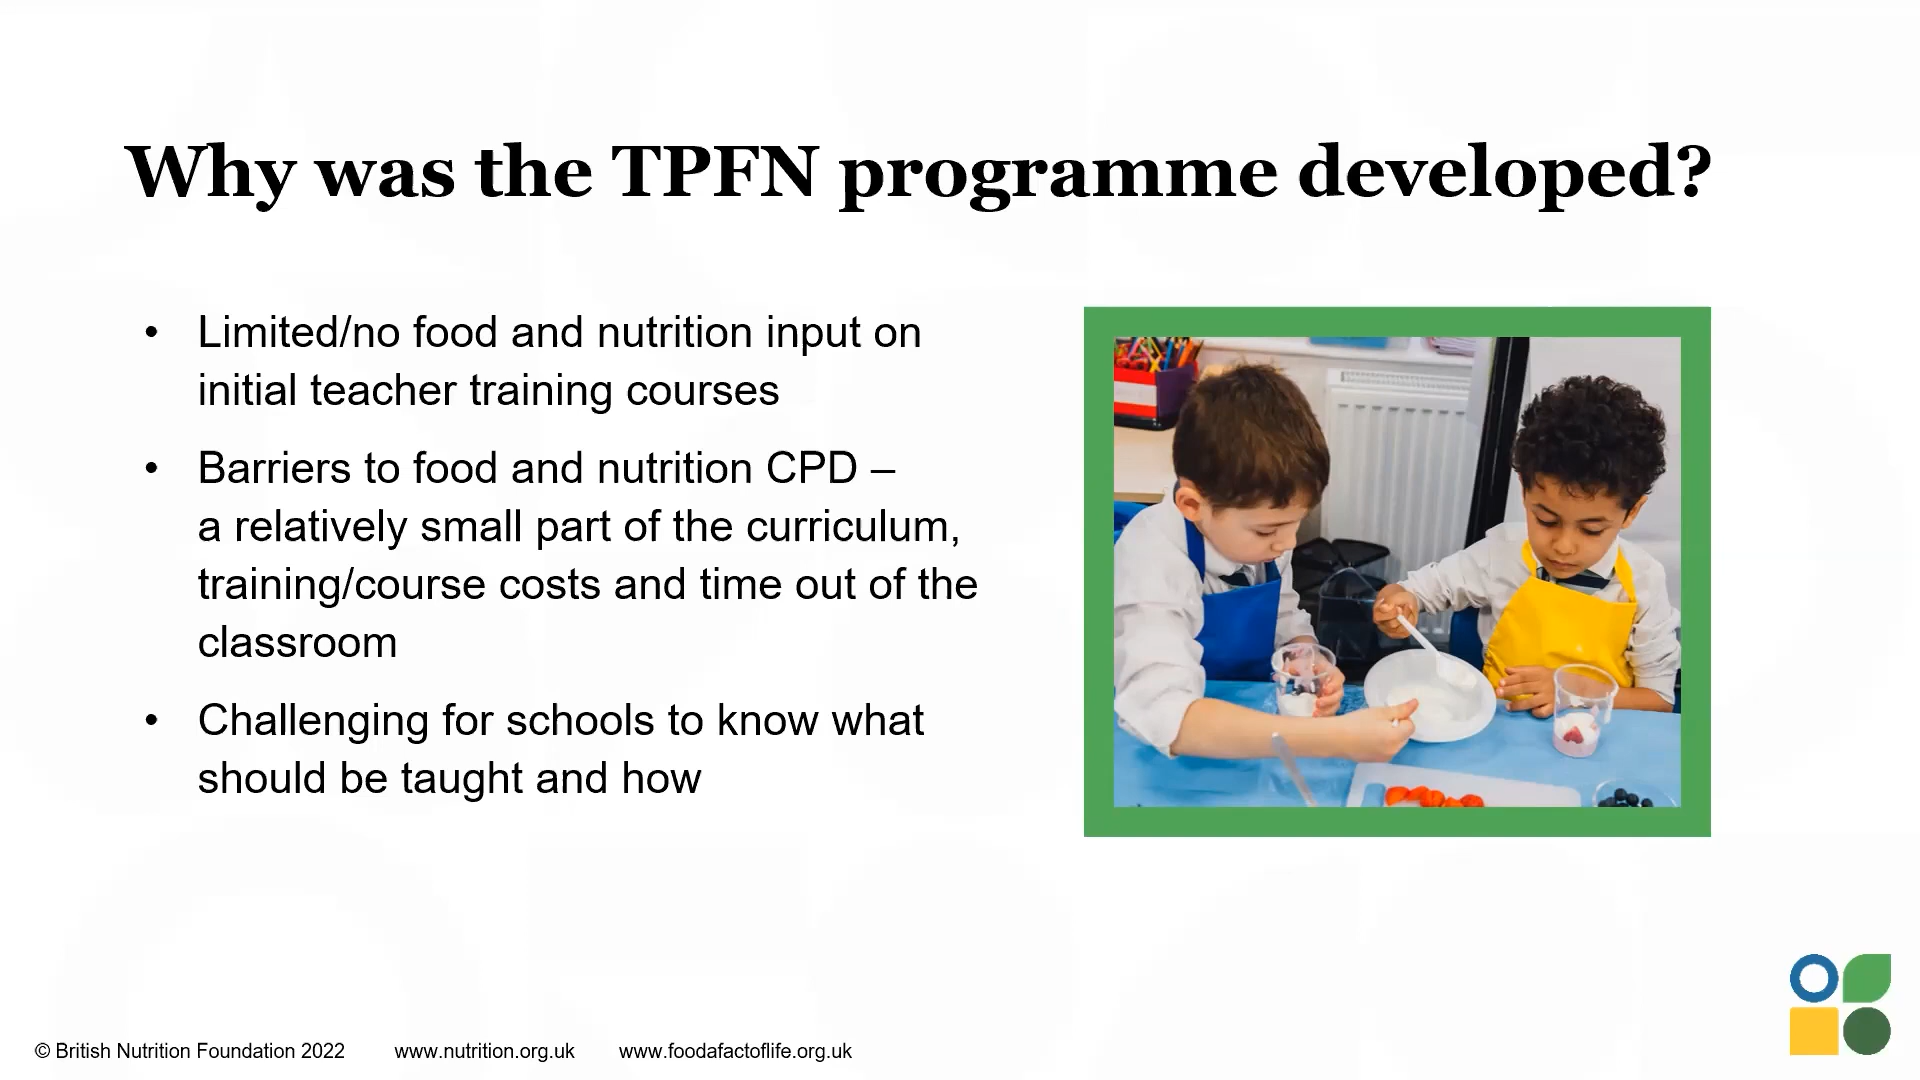 Why was the TPFN programme developed?
• Limited/no food and nutrition input on
initial teacher training courses
• Barriers to food and nutrition CPD –
a relatively small part of the curriculum,
training/course costs and time out of the
classroom
• Challenging for schools to know what
should be taught and how
© British Nutrition Foundation 2022 www.nutrition.org.uk www.foodafactoflife.org.uk